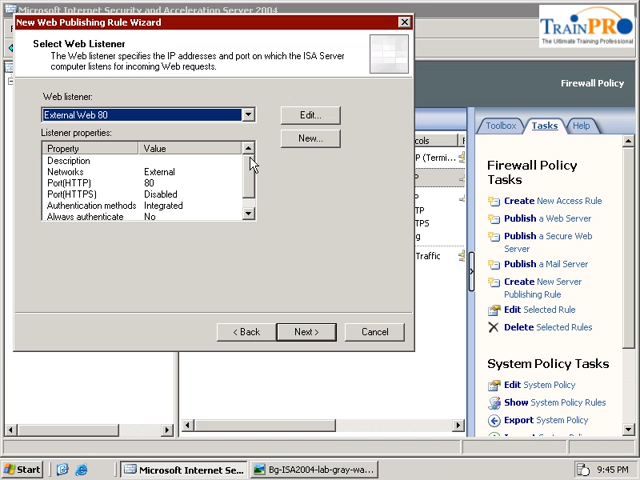 Microsoft Internet Security and Acceleration Server 2004
New Web Publishing Rule Wizard
Select Web Listener
The Web listener specifies the IP addresses and port on which the ISA Server
computer listens for incoming Web requests.
Web listener:
External Web 80
Edit...
New...
Listener properties:
Property Value
Description
Networks External
Port(HTTP) 80
Port(HTTPS) Disabled
Authentication methods Integrated
Always authenticate No
< Back
Next >
Cancel
TrainPRO
The Ultimate Training Professional
Firewall Policy
cols
P (Termi...
P
P
TP
TPS
g
Traffic
Toolbox
Tasks
Help
Firewall Policy
Tasks
Create New Access Rule
Publish a Web Server
Publish a Secure Web
Server
Publish a Mail Server
Create New Server
Publishing Rule
Edit Selected Rule
Delete Selected Rules
System Policy Tasks
Edit System Policy
Show System Policy Rules
Export System Policy
Start
Microsoft Internet Se...
Bg-ISA2004-lab-gray-wa...
9:45 PM